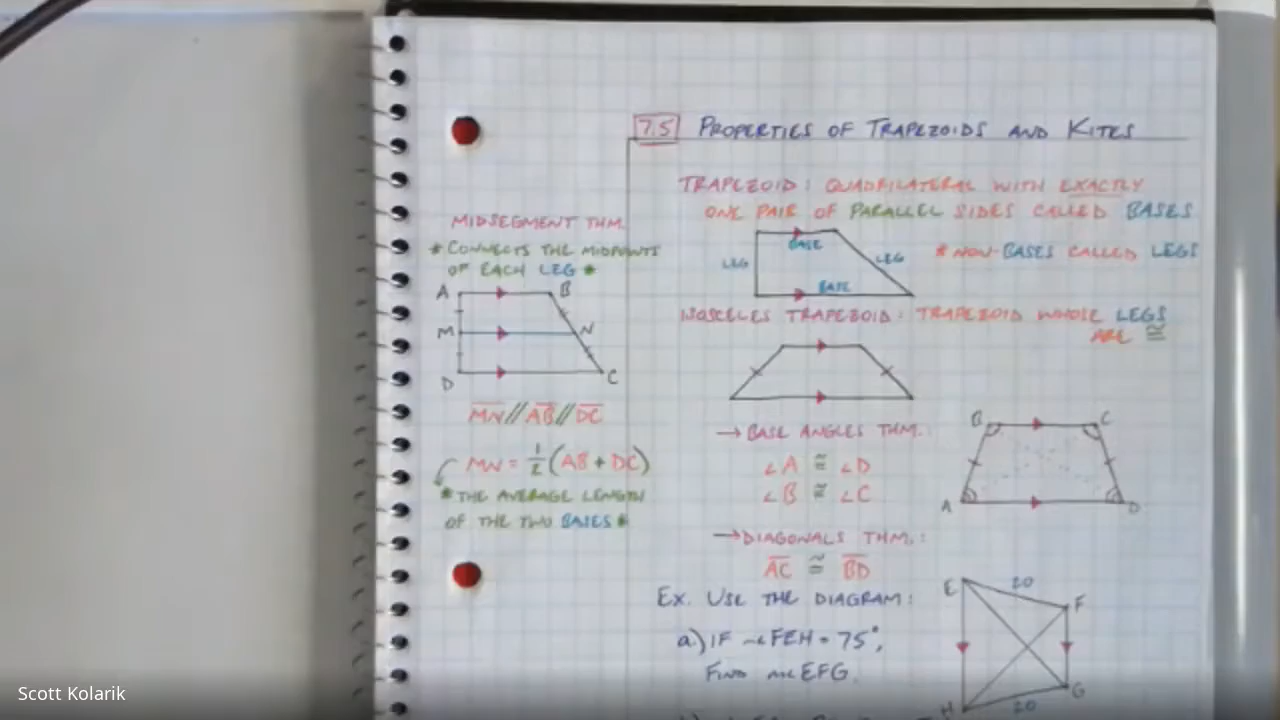 7.5 PROPERTIES OF TRAPEZOIDS AND KITES
TRAPEZOID: QUADRILATERAL WITH EXACTLY
ONE PAIR OF PARALLEL SIDES CALLED BASES
BASE
LEG
LEG
BASE
* NON-BASES CALLED LEGS
ISOSCELES TRAPEZOID: TRAPEZOID WHOSE LEGS
ARE ≅
→ BASE ANGLES THM.:
∠A ≅ ∠D
∠B ≅ ∠C
B C
A D
→ DIAGONALS THM.:
AC ≅ BD
EX. USE THE DIAGRAM:
a.) IF m∠FEH = 75°,
FIND m∠EFG.
E 20 F
H 20 G
MIDSEGMENT THM.
* CONNECTS THE MIDPOINTS
OF EACH LEG *
A B
M N
D C
MN // AB // DC
MN = 1/2 (AB + DC)
* THE AVERAGE LENGTH
OF THE TWO BASES *
Scott Kolarik